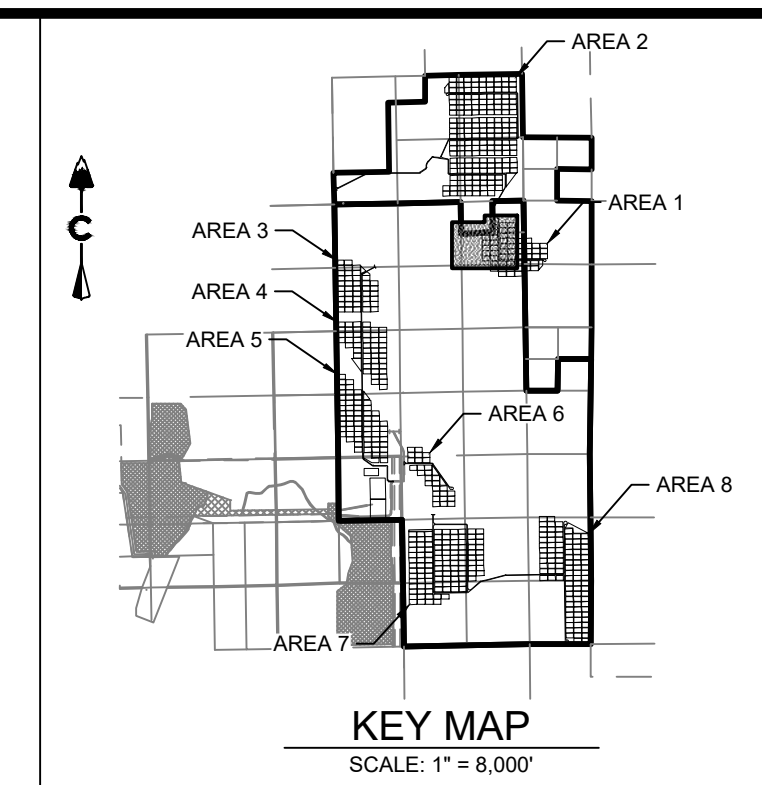 AREA 2
AREA 1
AREA 3
C
AREA 4
AREA 5
AREA 6
AREA 8
AREA 7
KEY MAP
SCALE: 1" = 8,000'